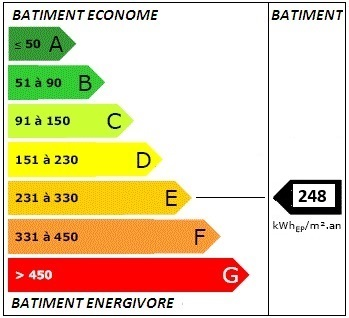 BATIMENT ECONOME
BATIMENT
≤ 50 A
51 à 90 B
91 à 150 C
151 à 230 D
231 à 330 E
248
kWhEP/m².an
331 à 450 F
> 450 G
BATIMENT ENERGIVORE